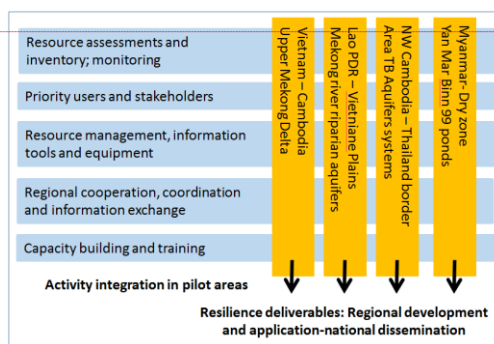 Resource assessments and
inventory; monitoring
Priority users and stakeholders
Resource management, information
tools and equipment
Regional cooperation, coordination
and information exchange
Capacity building and training
Vietnam – Cambodia
Upper Mekong Delta
Lao PDR – Vietniane Plains
Mekong river riparian aquifers
NW Cambodia – Thailand border
Area TB Aquifers systems
Myanmar- Dry zone
Yan Mar Binn 99 ponds
Activity integration in pilot areas
Resilience deliverables: Regional development
and application-national dissemination